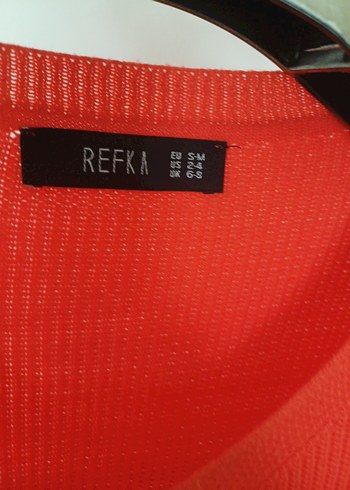 REFKA
EU S-M
US 2-4
UK 6-8